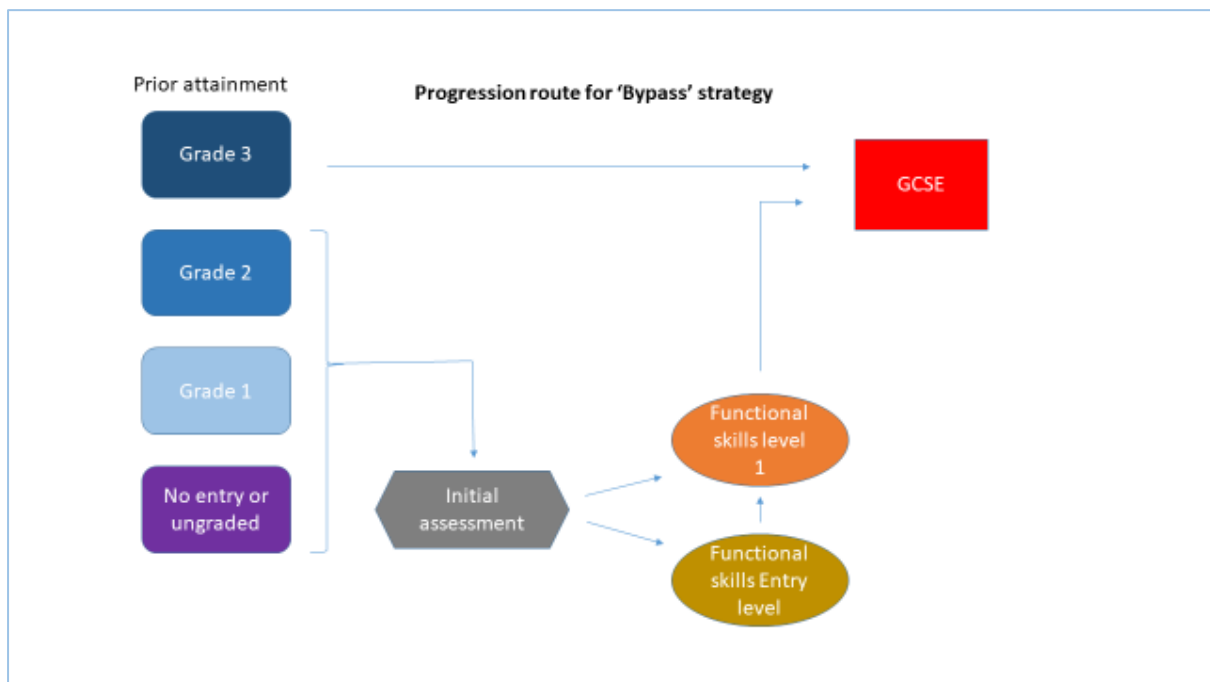 Prior attainment
Progression route for ‘Bypass’ strategy
Grade 3
GCSE
Grade 2
Grade 1
Functional
skills level
1
No entry or
ungraded
Initial
assessment
Functional
skills Entry
level